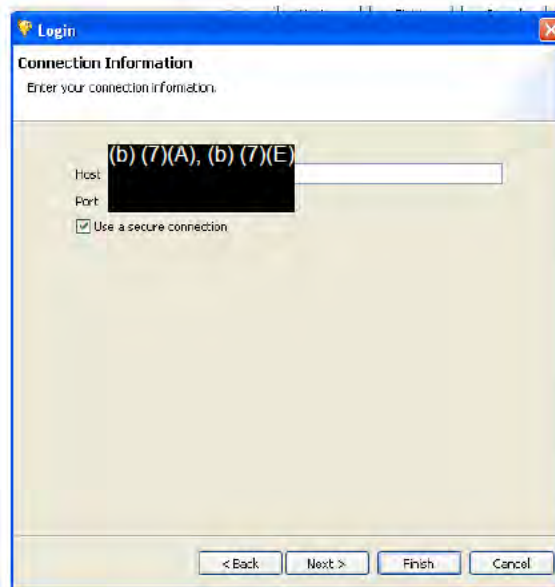 Login
Connection Information
Enter your connection information.
(b) (7)(A), (b) (7)(E)
Host
Port
Use a secure connection
< Back Next > Finish Cancel